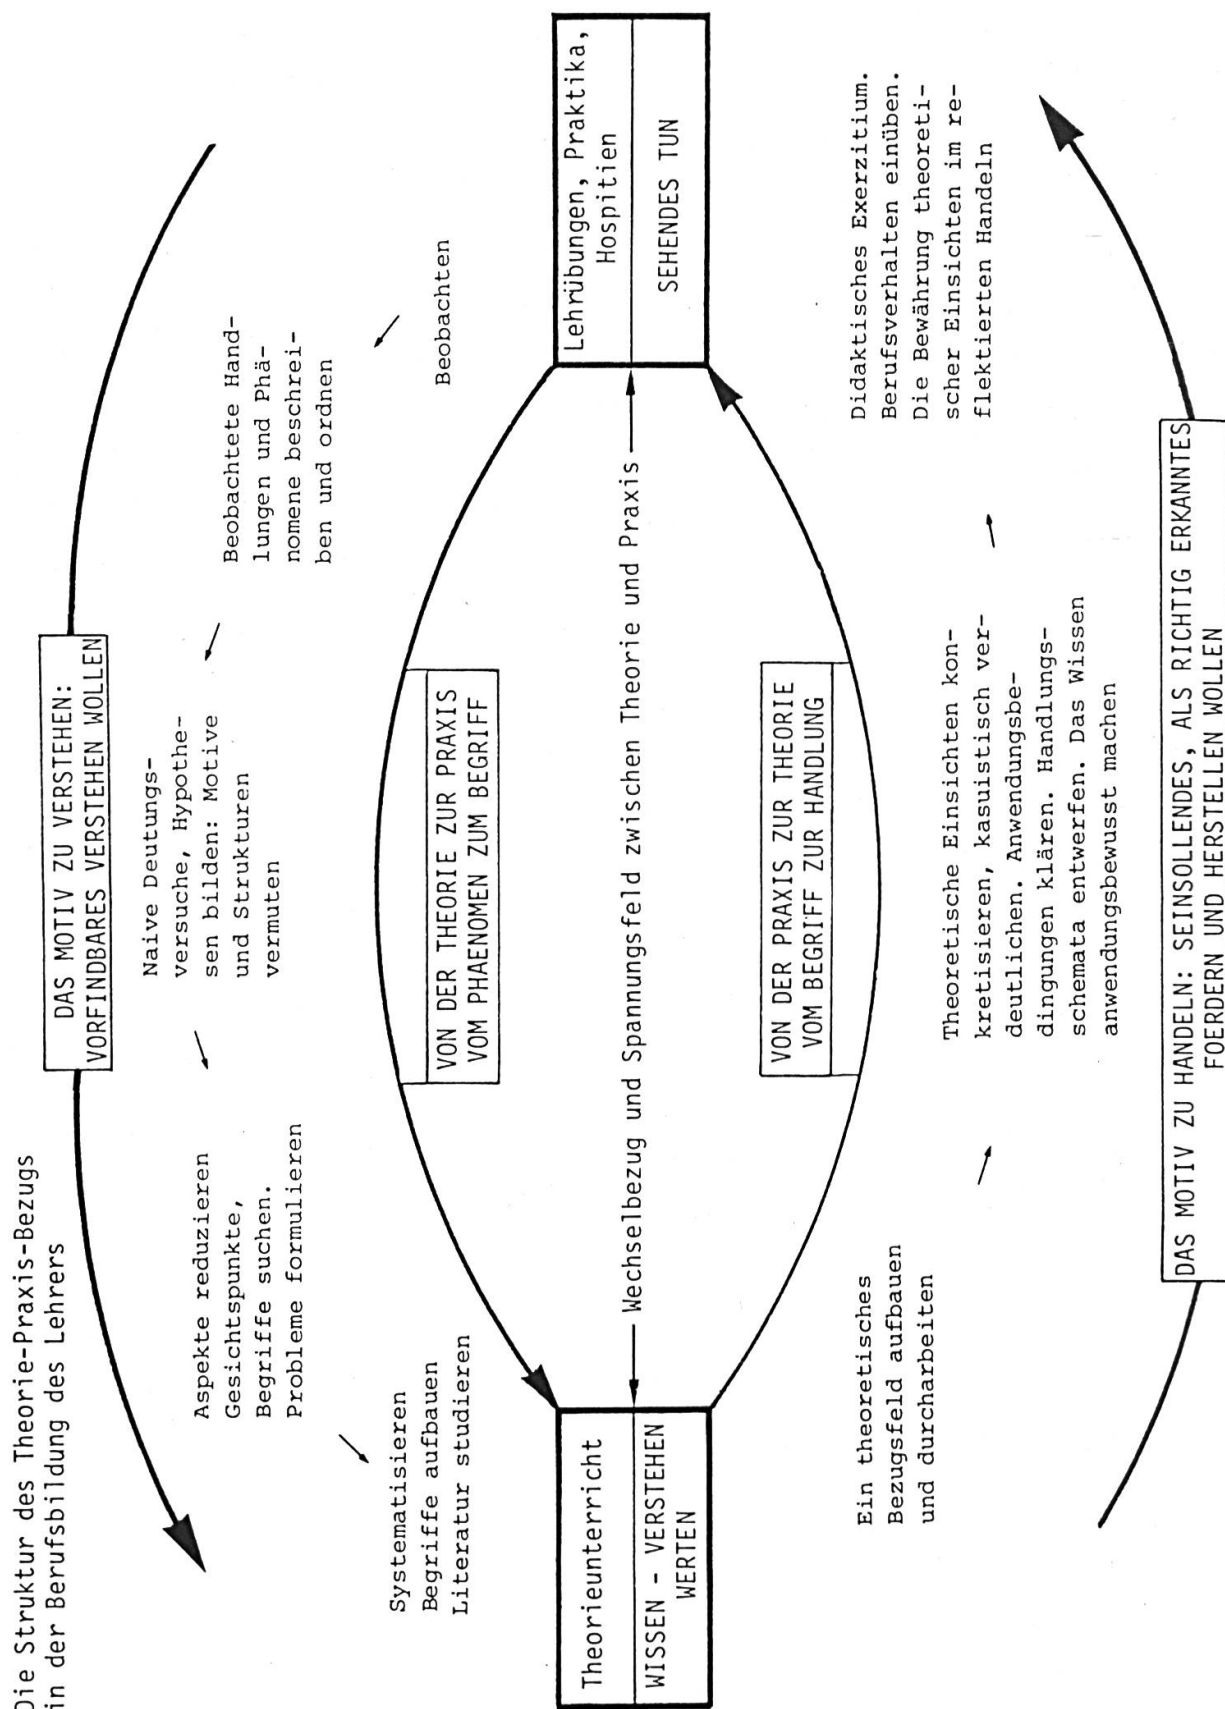 Die Struktur des Theorie-Praxis-Bezugs
in der Berufsbildung des Lehrers
DAS MOTIV ZU VERSTEHEN:
VORFINDBARES VERSTEHEN WOLLEN
Aspekte reduzieren
Gesichtspunkte,
Begriffe suchen.
Probleme formulieren
Naive Deutungs-
versuche, Hypothe-
sen bilden: Motive
und Strukturen
vermuten
Beobachtete Hand-
lungen und Phä-
nomene beschrei-
ben und ordnen
Systematisieren
Begriffe aufbauen
Literatur studieren
Beobachten
VON DER THEORIE ZUR PRAXIS
VOM PHAENOMEN ZUM BEGRIFF
Theorieunterricht
WISSEN - VERSTEHEN
WERTEN
Wechselbezug und Spannungsfeld zwischen Theorie und Praxis
Lehrübungen, Praktika,
Hospitien
SEHENDES TUN
VON DER PRAXIS ZUR THEORIE
VOM BEGRIFF ZUR HANDLUNG
Ein theoretisches
Bezugsfeld aufbauen
und durcharbeiten
Theoretische Einsichten kon-
kretisieren, kasuistisch ver-
deutlichen. Anwendungsbe-
dingungen klären. Handlungs-
schemata entwerfen. Das Wissen
anwendungsbewusst machen
Didaktisches Exerzitium.
Berufsverhalten einüben.
Die Bewährung theoreti-
scher Einsichten im re-
flektierten Handeln
DAS MOTIV ZU HANDELN: SEINSOLLENDES, ALS RICHTIG ERKANNTES
FOERDERN UND HERSTELLEN WOLLEN